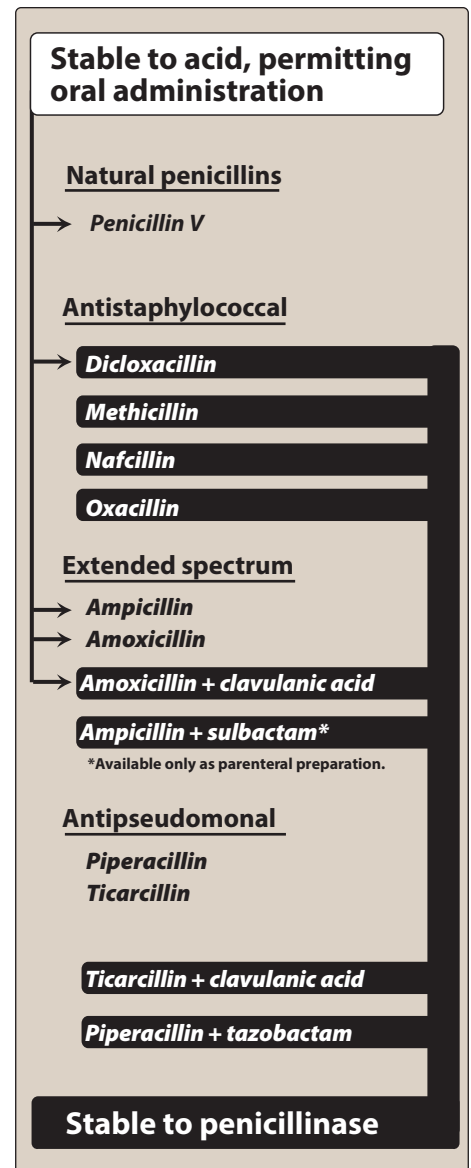 Stable to acid, permitting
oral administration
Natural penicillins
Penicillin V
Antistaphylococcal
Dicloxacillin
Methicillin
Nafcillin
Oxacillin
Extended spectrum
Ampicillin
Amoxicillin
Amoxicillin + clavulanic acid
Ampicillin + sulbactam*
*Available only as parenteral preparation.
Antipseudomonal
Piperacillin
Ticarcillin
Ticarcillin + clavulanic acid
Piperacillin + tazobactam
Stable to penicillinase